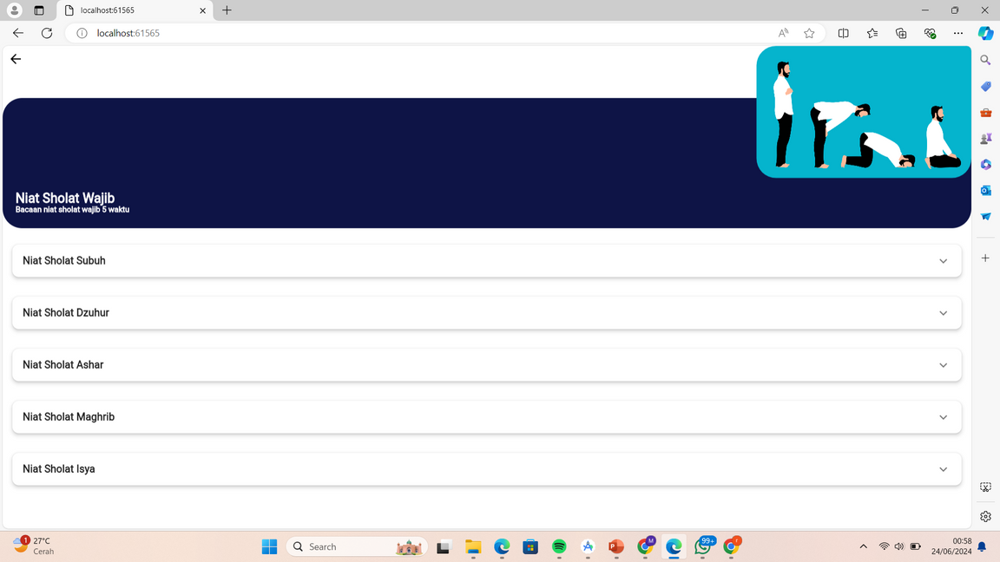 localhost:61565
localhost:61565
Niat Sholat Wajib
Bacaan niat sholat wajib 5 waktu
Niat Sholat Subuh
Niat Sholat Dzuhur
Niat Sholat Ashar
Niat Sholat Maghrib
Niat Sholat Isya
1
27°C
Cerah
Search
M
99+
r
00:58
24/06/2024